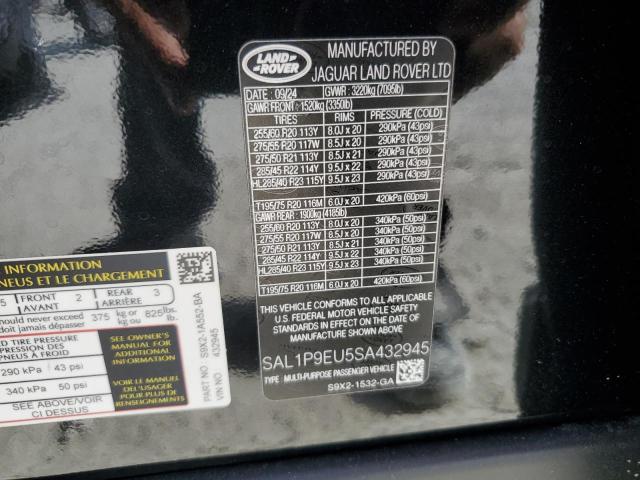 LAND ROVER
MANUFACTURED BY
JAGUAR LAND ROVER LTD
DATE : 09/24 GVWR : 3220kg (7095lb)
GAWR FRONT : 1520kg (3350lb)
TIRES RIMS PRESSURE (COLD)
255/60 R20 113Y 8.0J x 20 290kPa (43psi)
275/55 R20 117W 8.5J x 20 290kPa (43psi)
275/50 R21 113Y 8.5J x 21 290kPa (43psi)
285/45 R22 114Y 9.5J x 22 290kPa (43psi)
HL285/40 R23 115Y 9.5J x 23 290kPa (43psi)
T195/75 R20 116M 6.0J x 20 420kPa (60psi)
GAWR REAR : 1900kg (4185lb)
255/60 R20 113Y 8.0J x 20 340kPa (50psi)
275/55 R20 117W 8.5J x 20 340kPa (50psi)
275/50 R21 113Y 8.5J x 21 340kPa (50psi)
285/45 R22 114Y 9.5J x 22 340kPa (50psi)
HL285/40 R23 115Y 9.5J x 23 340kPa (50psi)
T195/75 R20 116M 6.0J x 20 420kPa (60psi)
THIS VEHICLE CONFORMS TO ALL APPLICABLE
U.S. FEDERAL MOTOR VEHICLE SAFETY
STANDARDS IN EFFECT ON THE DATE OF
MANUFACTURE SHOWN ABOVE.
SAL1P9EU5SA432945
TYPE: MULTI-PURPOSE PASSENGER VEHICLE
S9X2-1532-GA
INFORMATION
PNEUS ET LE CHARGEMENT
5 FRONT 2 REAR 3
AVANT ARRIÈRE
never exceed 375 kg or 825 lbs.
doit jamais dépasser kg ou lb.
TIRE PRESSURE
PNEUS À FROID
290 kPa 43 psi
340 kPa 50 psi
SEE ABOVE/VOIR
CI DESSUS
SEE OWNER'S
MANUAL FOR
ADDITIONAL
INFORMATION
VOIR LE MANUEL
DE L'USAGER
POUR PLUS DE
RENSEIGNEMENTS
PART NO S9X2-1A552-BA
VIN NO 432945